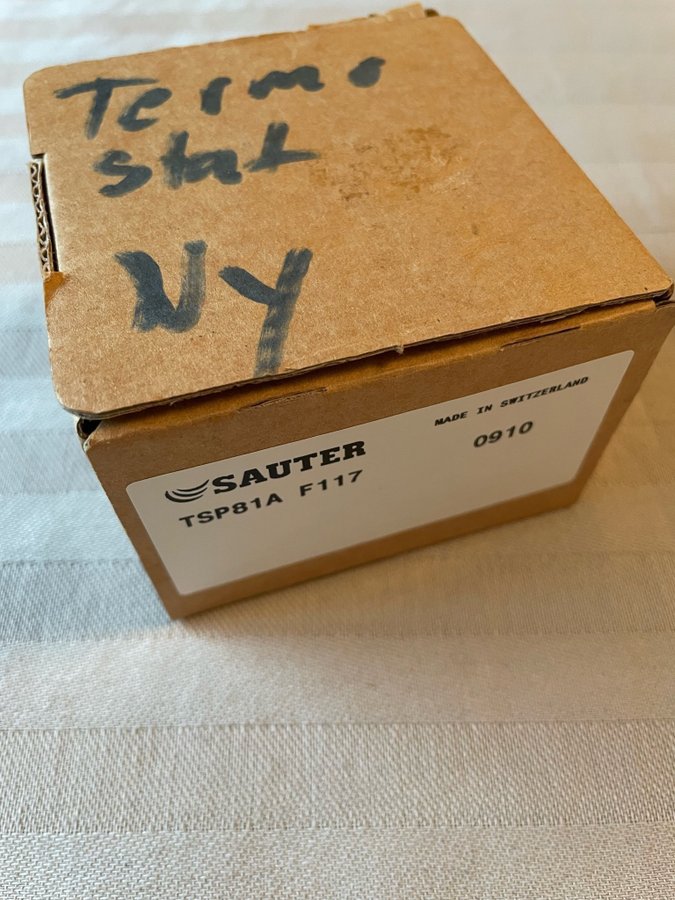 Termo
stat
Ny
SAUTER
TSP81A F117
MADE IN SWITZERLAND
0910